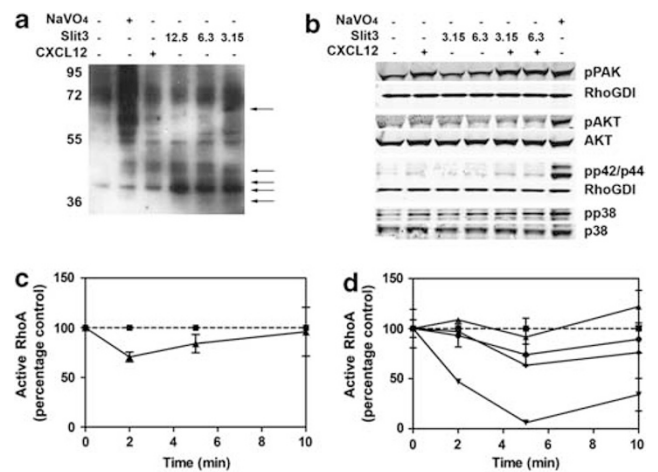 a
NaVO4 - + - - - -
Slit3 - - - 12.5 6.3 3.15
CXCL12 - - + - - -
95
72
55
36
b
NaVO4 - - - - - - +
Slit3 - - 3.15 6.3 3.15 6.3 -
CXCL12 - + - - + + -
pPAK
RhoGDI
pAKT
AKT
pp42/p44
RhoGDI
pp38
p38
c
Active RhoA
(percentage control)
150
100
50
0
0 2 4 6 8 10
Time (min)
d
Active RhoA
(percentage control)
150
100
50
0
0 2 4 6 8 10
Time (min)